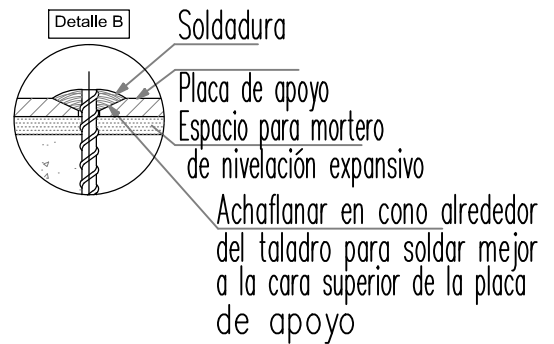 Detalle B
Soldadura
Placa de apoyo
Espacio para mortero
de nivelación expansivo
Achaflanar en cono alrededor
del taladro para soldar mejor
a la cara superior de la placa
de apoyo